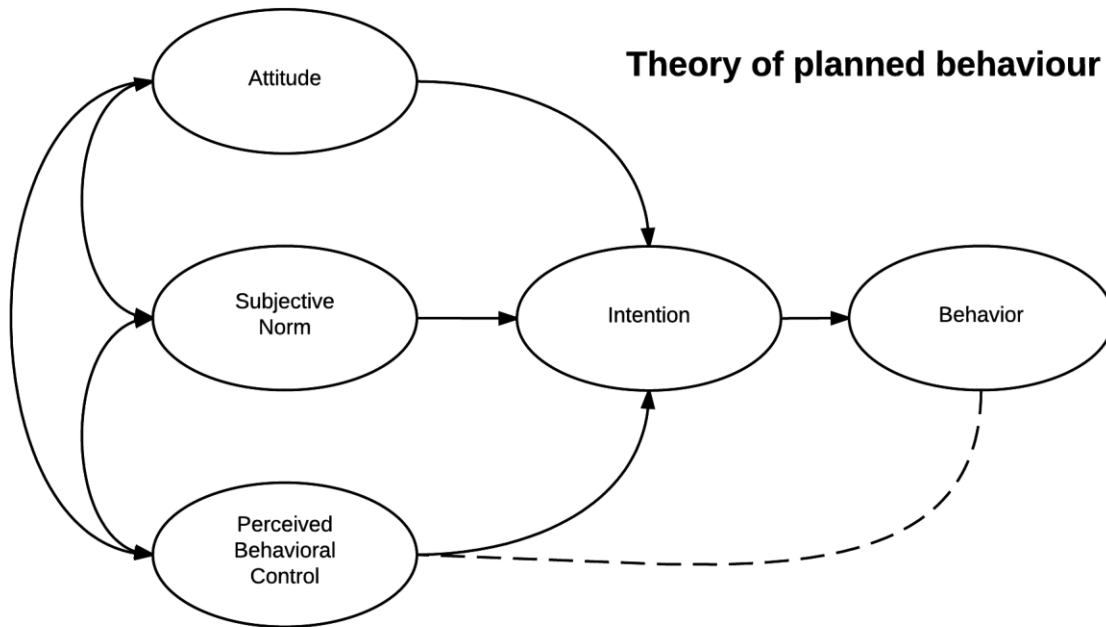 Theory of planned behaviour
Attitude
Subjective
Norm
Intention
Behavior
Perceived
Behavioral
Control